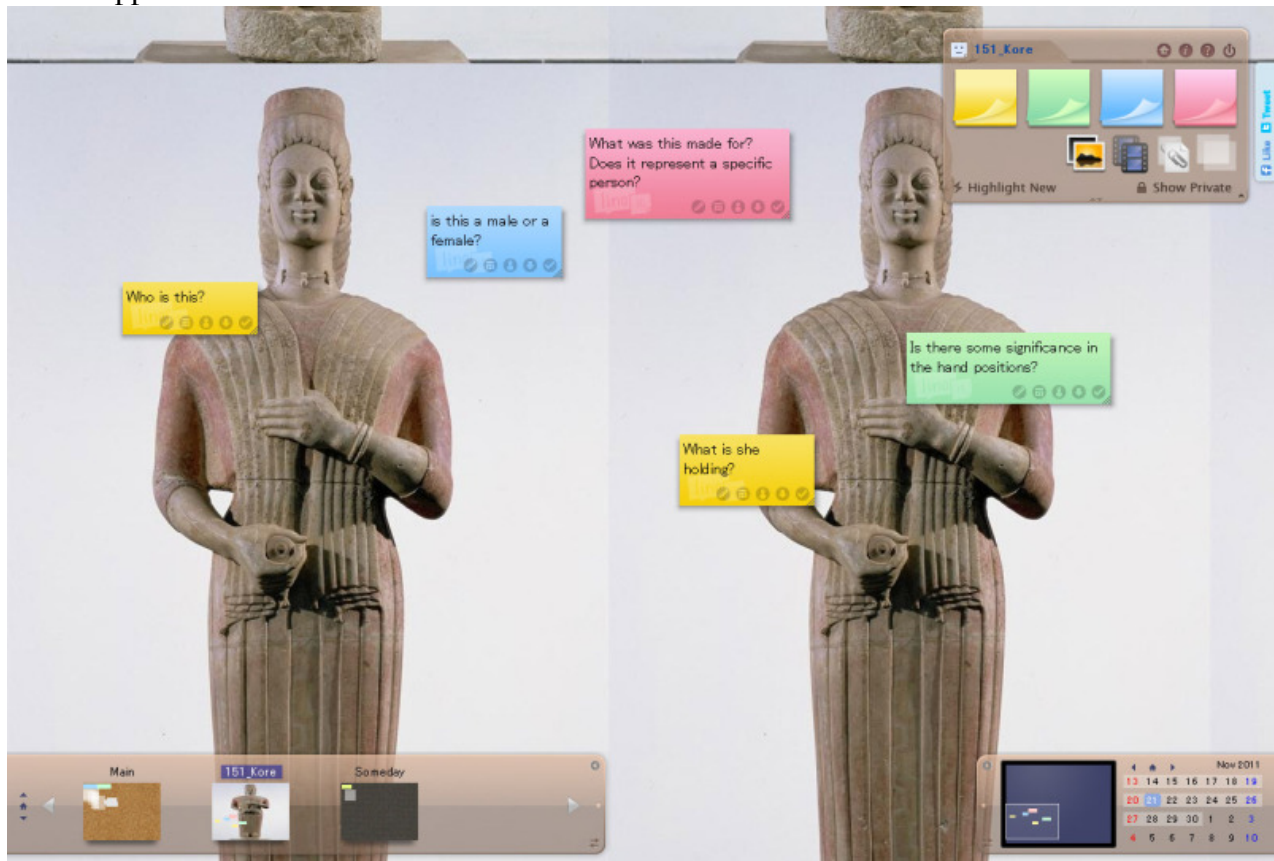 151_Kore
What was this made for?
Does it represent a specific
person?
is this a male or a
female?
Who is this?
Is there some significance in
the hand positions?
What is she
holding?
Highlight New
Show Private
Like
Tweet
Main
151_Kore
Someday
Nov 2011
13 14 15 16 17 18 19
20 21 22 23 24 25 26
27 28 29 30 1 2 3
4 5 6 7 8 9 10